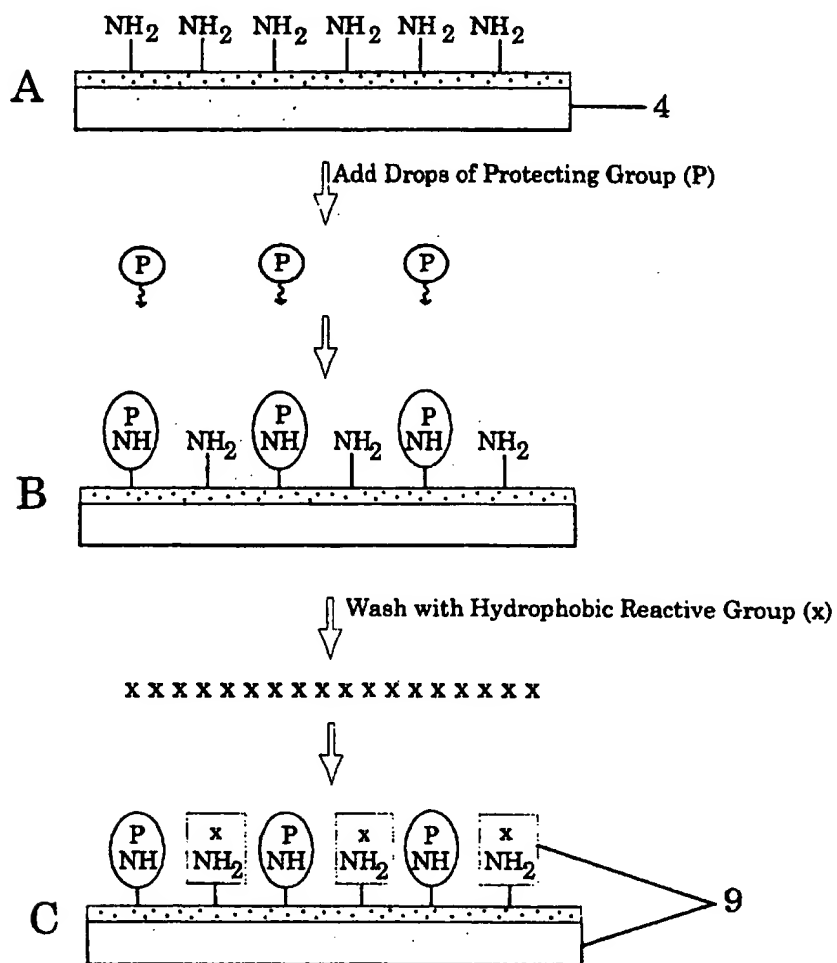 NH2 NH2 NH2 NH2 NH2 NH2
A
4
Add Drops of Protecting Group (P)
P P P
P P P
NH NH2 NH NH2 NH NH2
B
Wash with Hydrophobic Reactive Group (x)
x x x x x x x x x x x x x x x x x x
P x P x P x
NH NH2 NH NH2 NH NH2
9
C